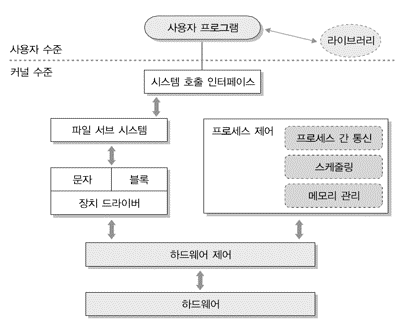 사용자 프로그램
라이브러리
사용자 수준
커널 수준
시스템 호출 인터페이스
파일 서브 시스템
프로세스 제어
프로세스 간 통신
스케줄링
메모리 관리
문자
블록
장치 드라이버
하드웨어 제어
하드웨어